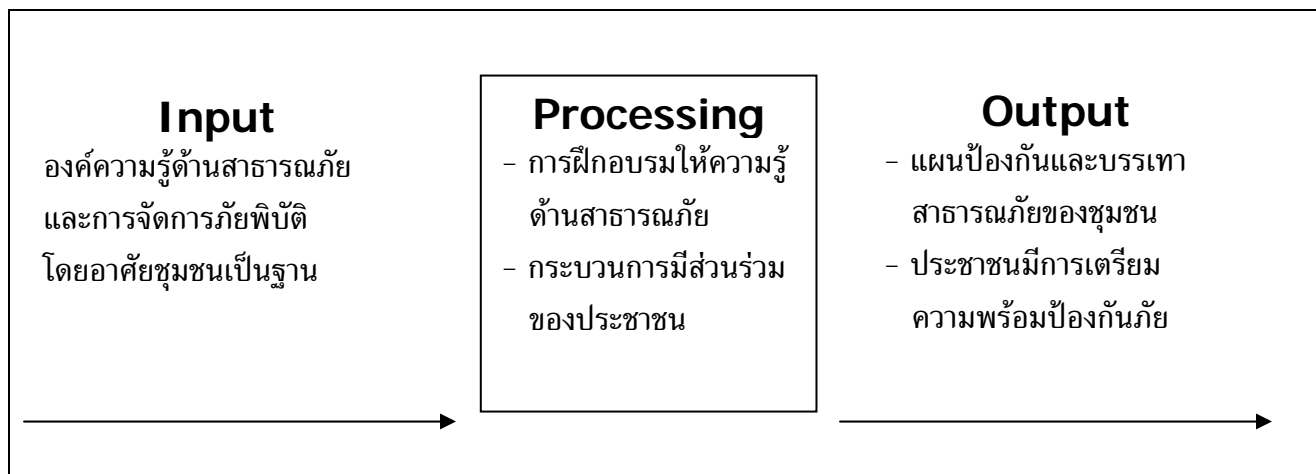 Input
องค์ความรู้ด้านสาธารณภัย
และการจัดการภัยพิบัติ
โดยอาศัยชุมชนเป็นฐาน
Processing
- การฝึกอบรมให้ความรู้
ด้านสาธารณภัย
- กระบวนการมีส่วนร่วม
ของประชาชน
Output
- แผนป้องกันและบรรเทา
สาธารณภัยของชุมชน
- ประชาชนมีการเตรียม
ความพร้อมป้องกันภัย